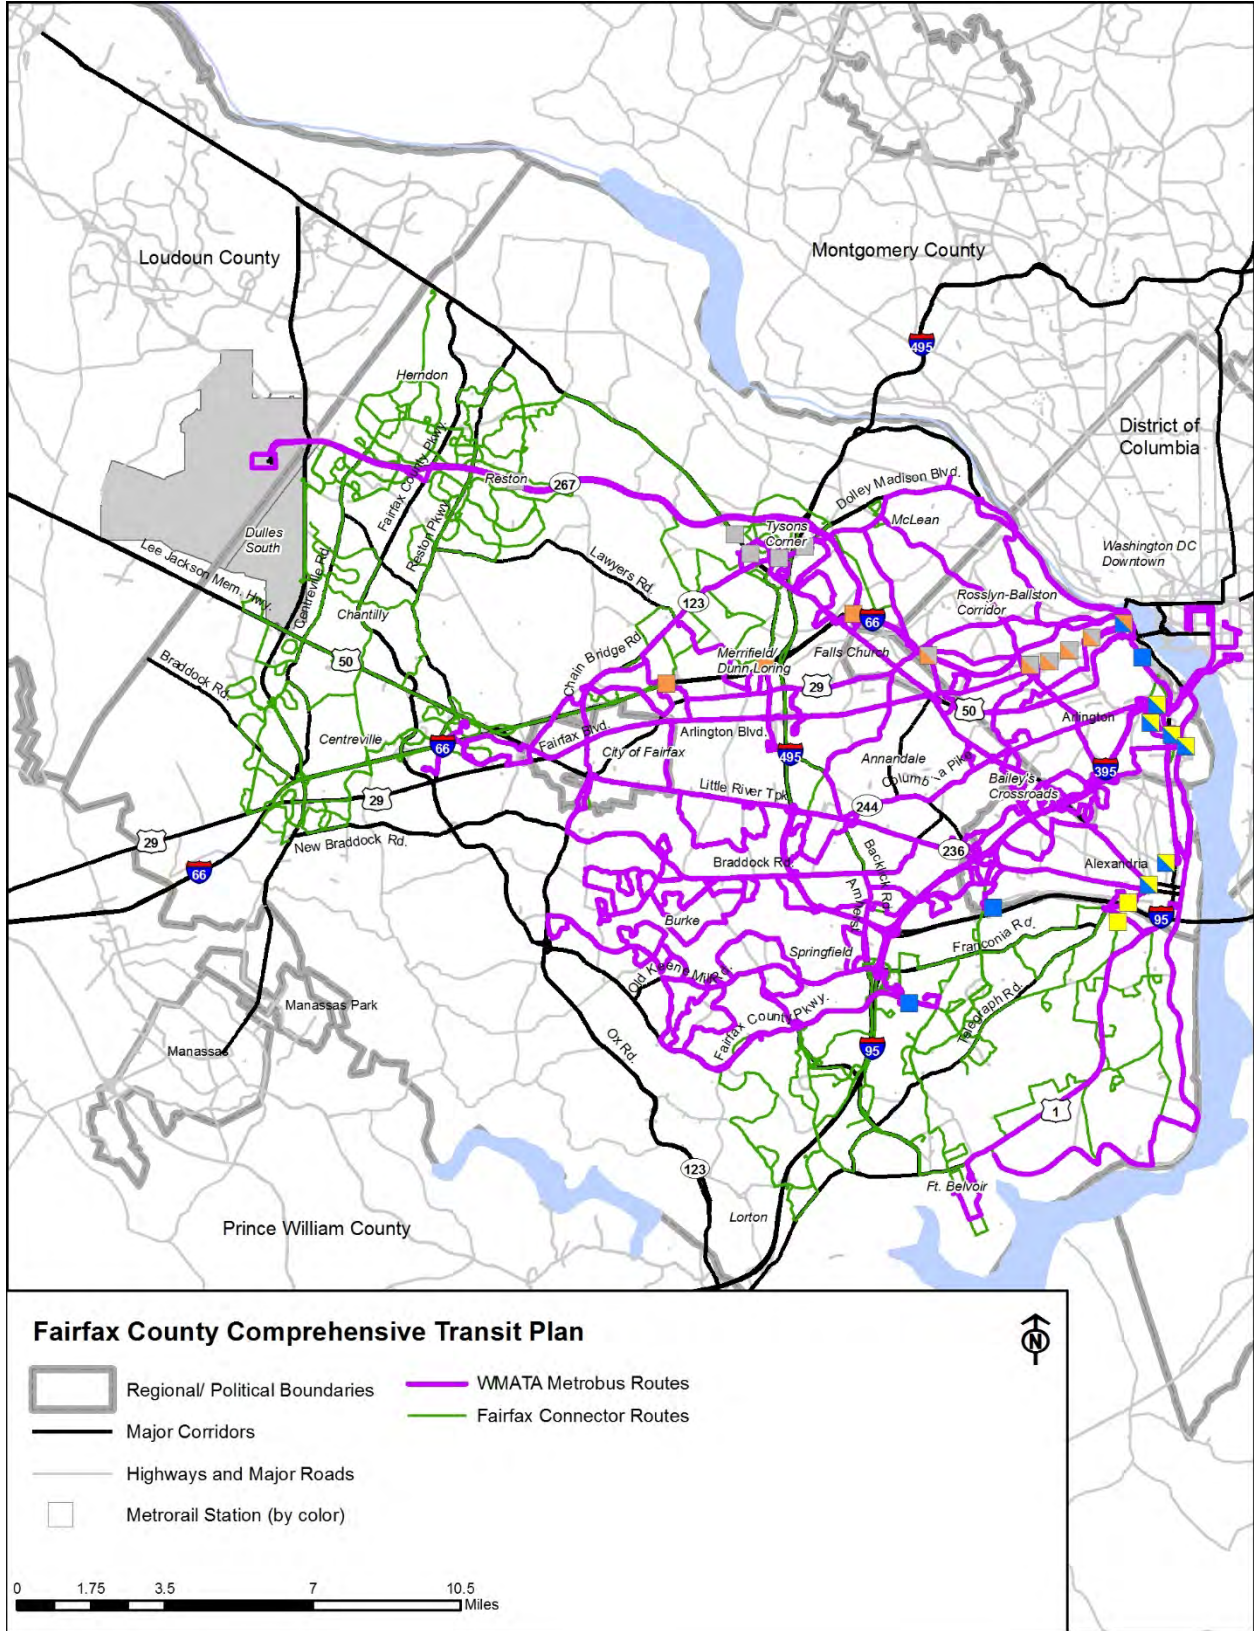 Loudoun County
Montgomery County
495
Herndon
District of
Columbia
Fairfax County Pkwy.
Reston
267
Reston Pkwy.
Dolley Madison Blvd.
McLean
Tysons
Corner
Dulles
South
Washington DC
Downtown
Lee Jackson Mem. Hwy.
Centreville Rd.
Lawyers Rd.
Rosslyn-Ballston
Corridor
123
Chantilly
66
50
Chain Bridge Rd
Merrifield/
Dunn Loring
Falls Church
29
Braddock Rd.
50
Arlington
Centreville
66
Fairfax Blvd.
City of Fairfax
Arlington Blvd.
495
Annandale
Columbia Pike
395
Bailey's
Crossroads
Little River Tpk.
29
244
29
New Braddock Rd.
236
66
Braddock Rd.
Backlick Rd.
Alexandria
Burke
95
Franconia Rd.
Springfield
Old Keene Mill Rd.
Manassas Park
Fairfax County Pkwy.
Telegraph Rd.
Manassas
Ox Rd.
95
1
123
Ft. Belvoir
Lorton
Prince William County
Fairfax County Comprehensive Transit Plan
N
Regional/ Political Boundaries
WMATA Metrobus Routes
Major Corridors
Fairfax Connector Routes
Highways and Major Roads
Metrorail Station (by color)
0 1.75 3.5 7 10.5
Miles